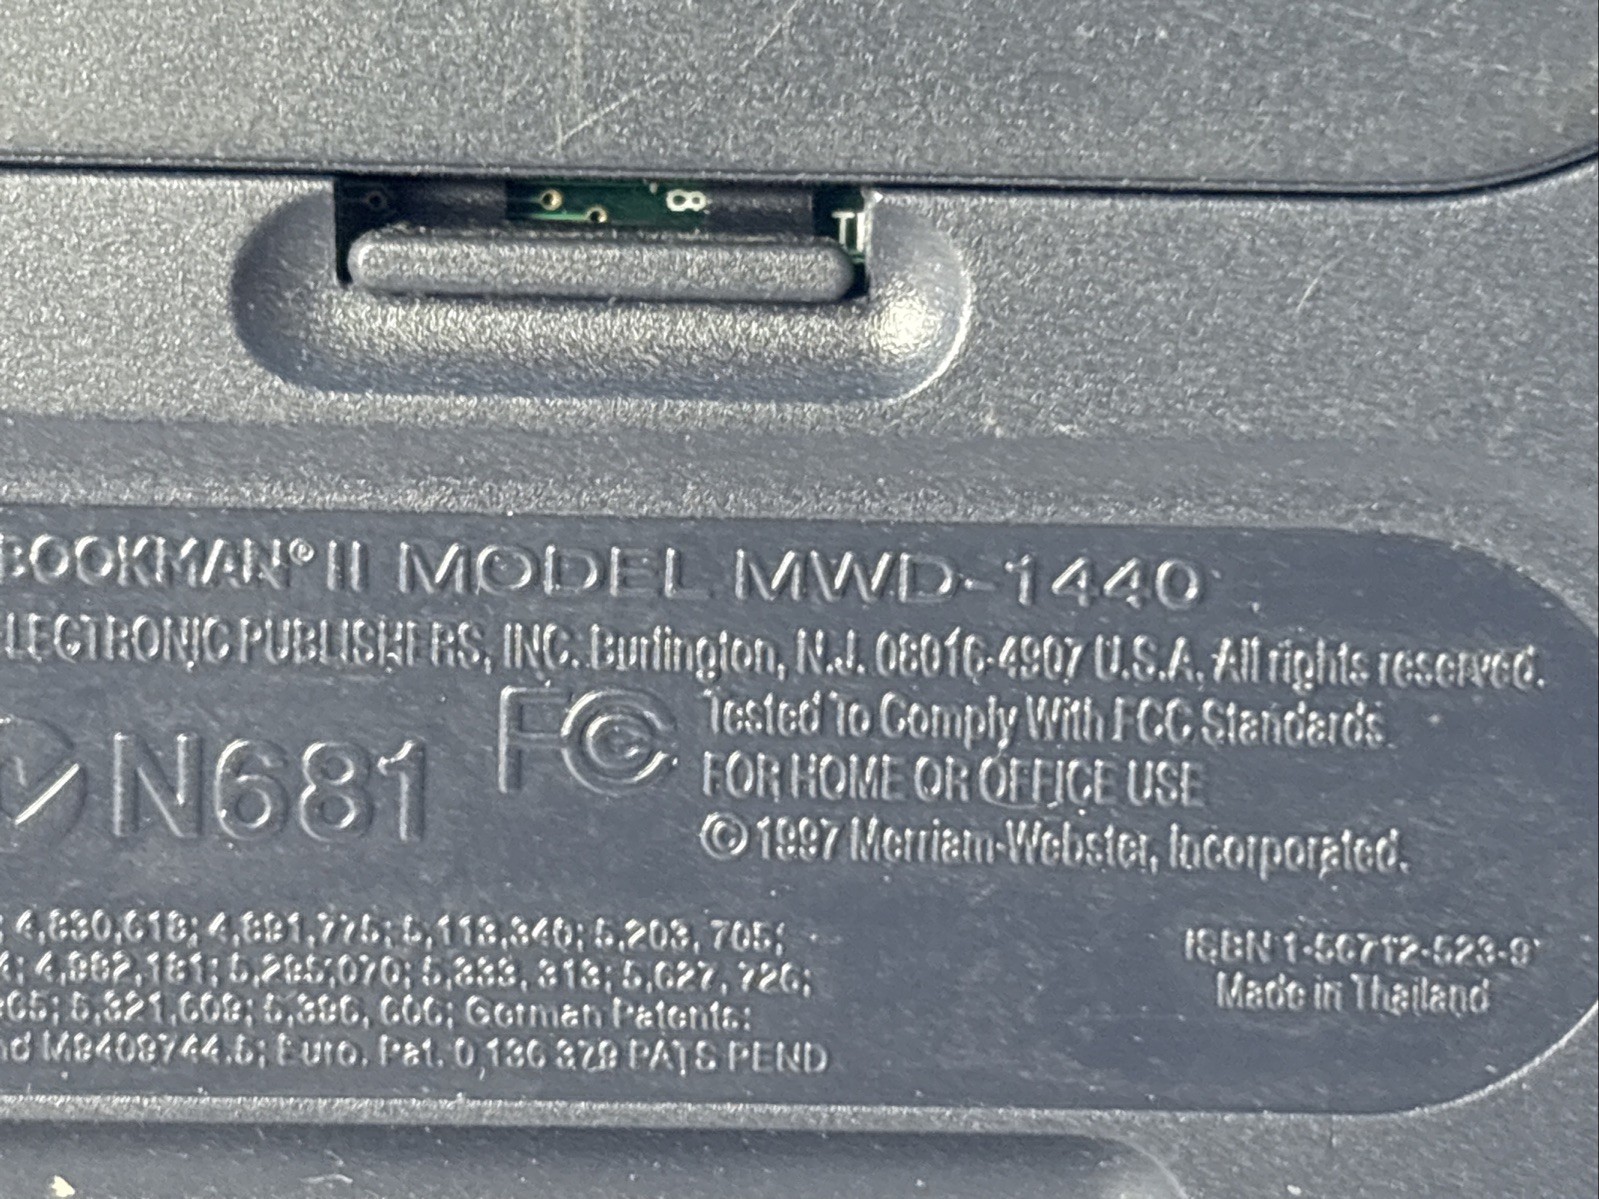 8
BOOKMAN® II MODEL MWD-1440
LECTRONIC PUBLISHERS, INC. Burlington, N.J. 08016-4907 U.S.A. All rights reserved.
N681 FC Tested To Comply With FCC Standards
FOR HOME OR OFFICE USE
© 1997 Merriam-Webster, Incorporated.
; 4,830,618; 4,891,775; 5,113,340; 5,203, 705;
4,982,181; 5,295,070; 5,333, 313; 5,627, 726;
5,321,609; 5,396, 606; German Patents:
M9409744.5; Euro. Pat. 0,136 379 PATS PEND
ISBN 1-56712-523-9
Made in Thailand